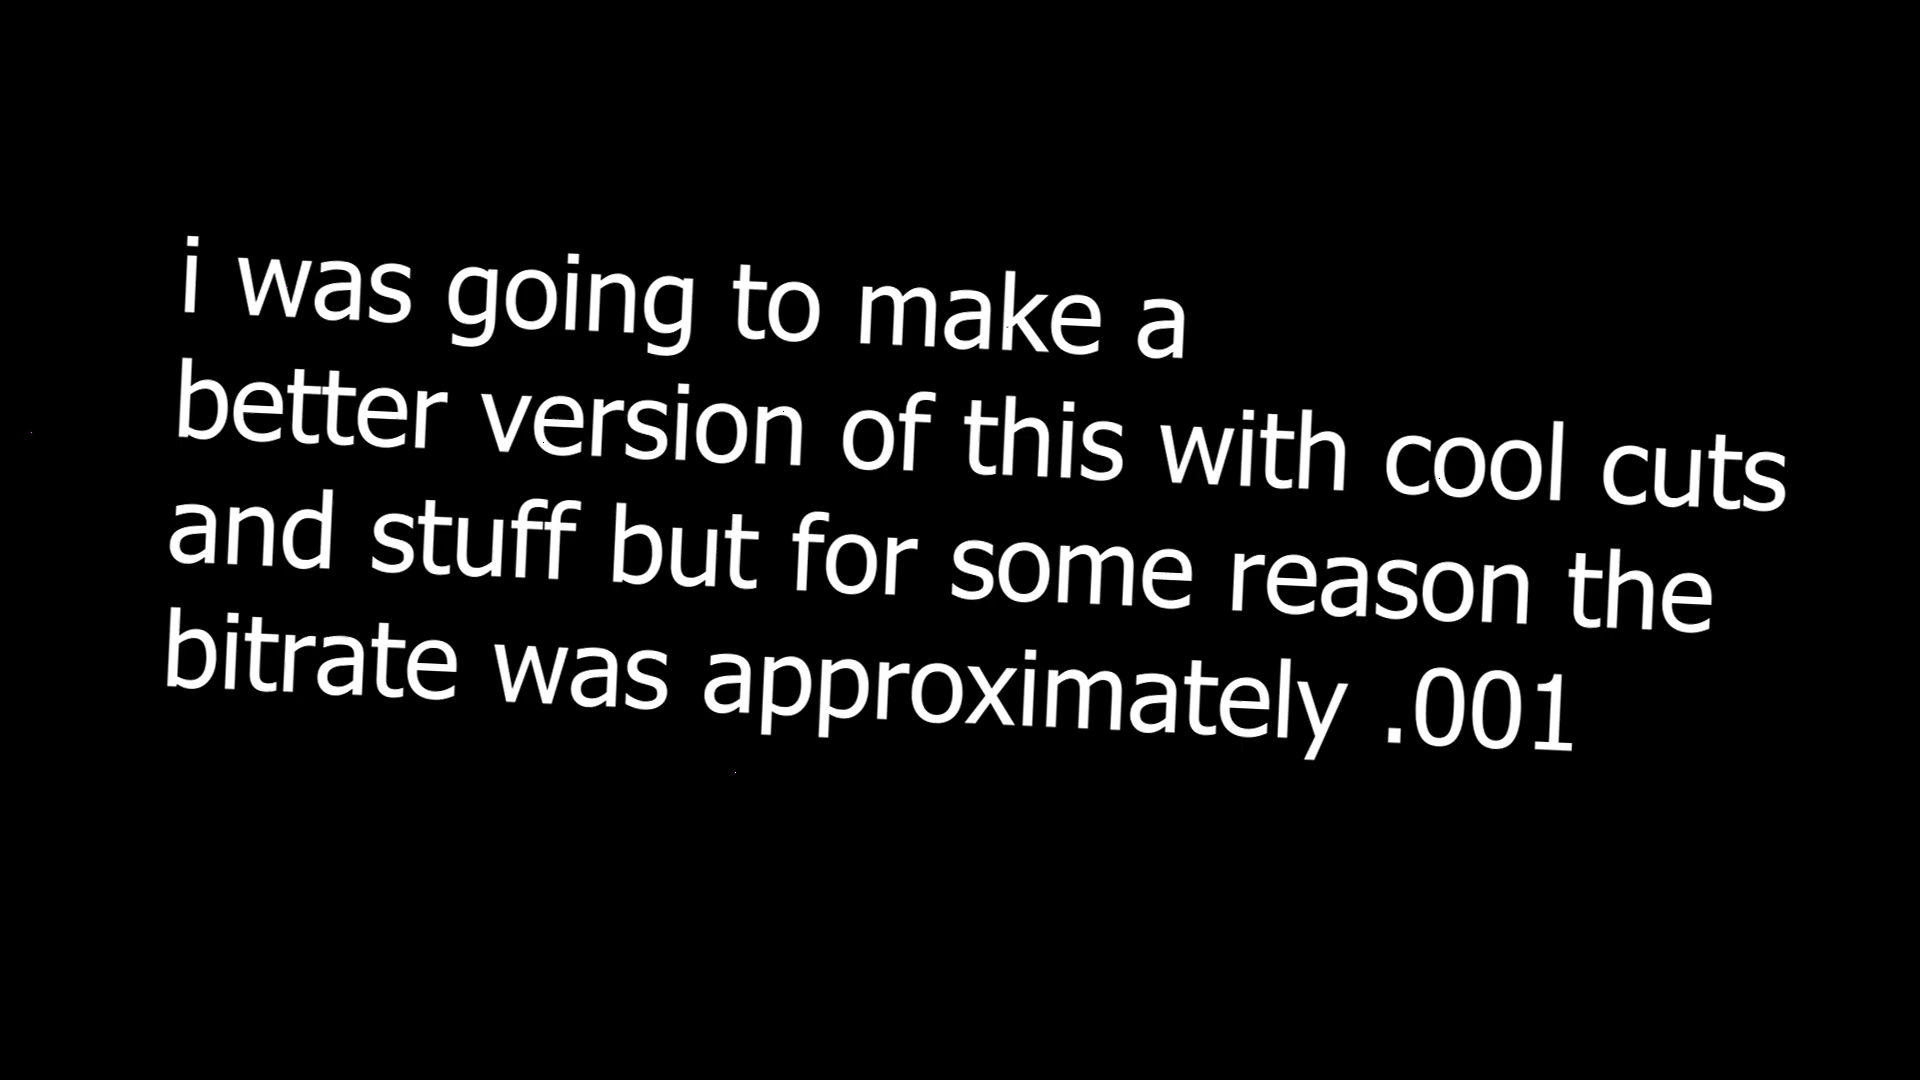 i was going to make a
better version of this with cool cuts
and stuff but for some reason the
bitrate was approximately .001